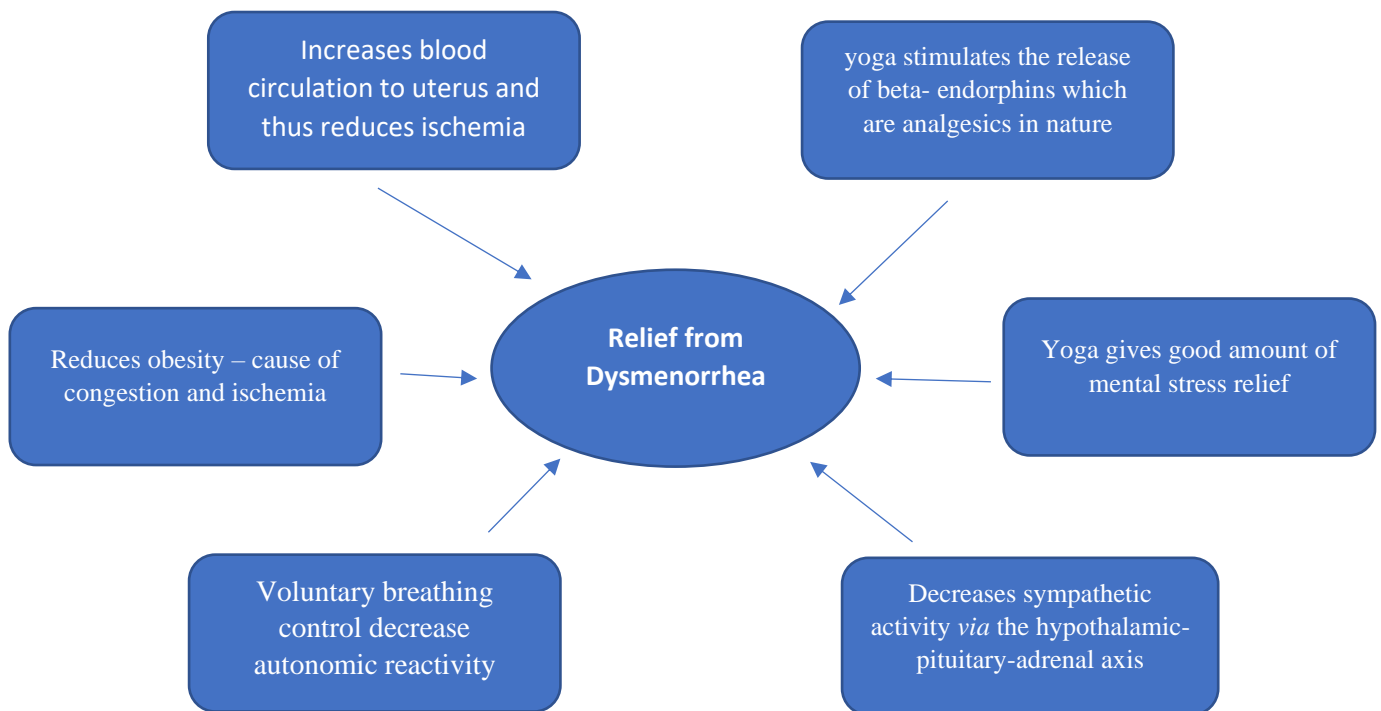 Increases blood
circulation to uterus and
thus reduces ischemia
yoga stimulates the release
of beta- endorphins which
are analgesics in nature
Reduces obesity – cause of
congestion and ischemia
Relief from
Dysmenorrhea
Yoga gives good amount of
mental stress relief
Voluntary breathing
control decrease
autonomic reactivity
Decreases sympathetic
activity via the hypothalamic-
pituitary-adrenal axis